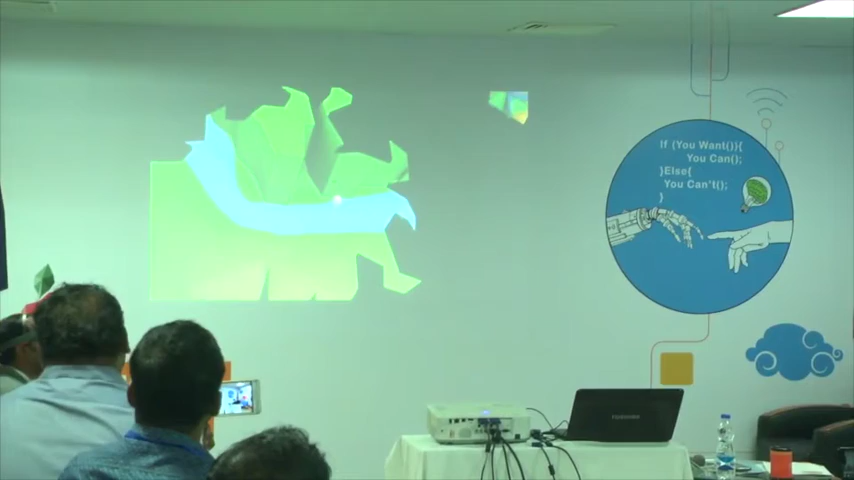 If (You Want()){
You Can();
}Else{
You Can't();
}
TOSHIBA